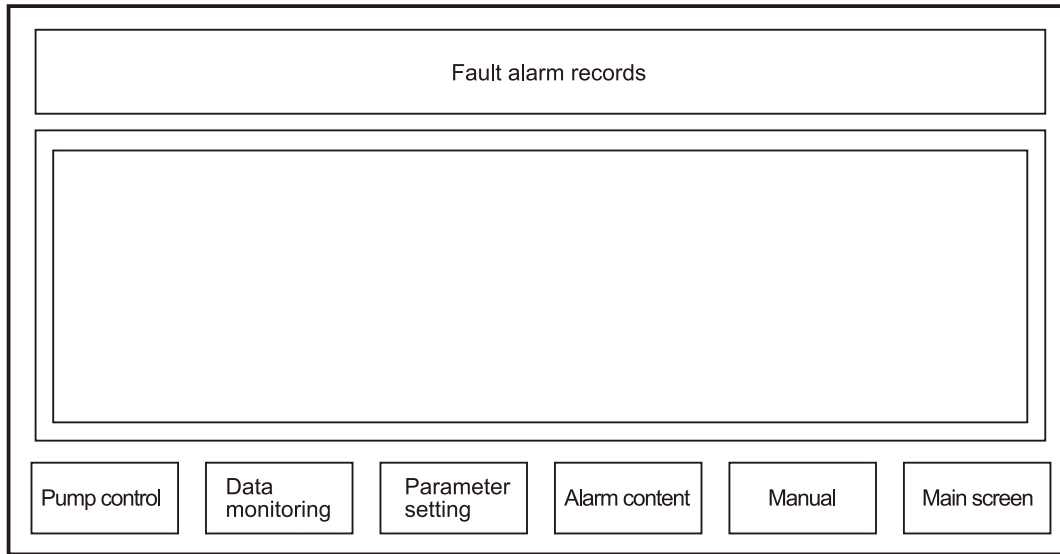 Fault alarm records
Pump control
Data
monitoring
Parameter
setting
Alarm content
Manual
Main screen